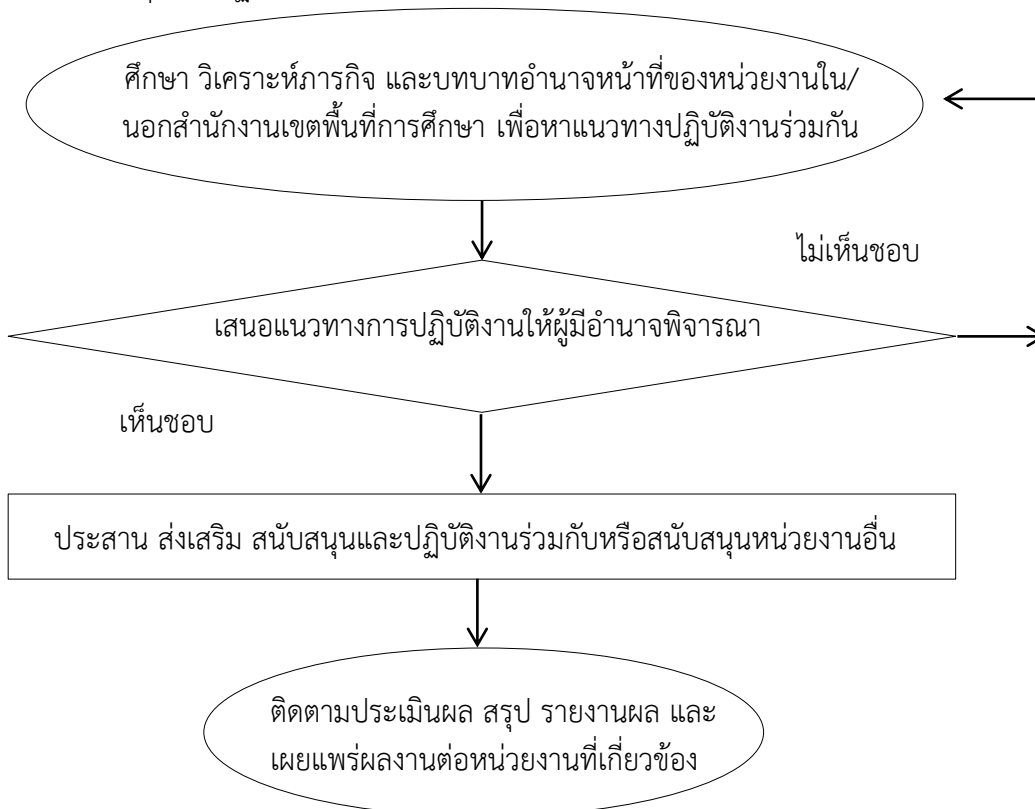 ศึกษา วิเคราะห์ภารกิจ และบทบาทอำนาจหน้าที่ของหน่วยงานใน/
นอกสำนักงานเขตพื้นที่การศึกษา เพื่อหาแนวทางปฏิบัติงานร่วมกัน
ไม่เห็นชอบ
เสนอแนวทางการปฏิบัติงานให้ผู้มีอำนาจพิจารณา
เห็นชอบ
ประสาน ส่งเสริม สนับสนุนและปฏิบัติงานร่วมกับหรือสนับสนุนหน่วยงานอื่น
ติดตามประเมินผล สรุป รายงานผล และ
เผยแพร่ผลงานต่อหน่วยงานที่เกี่ยวข้อง